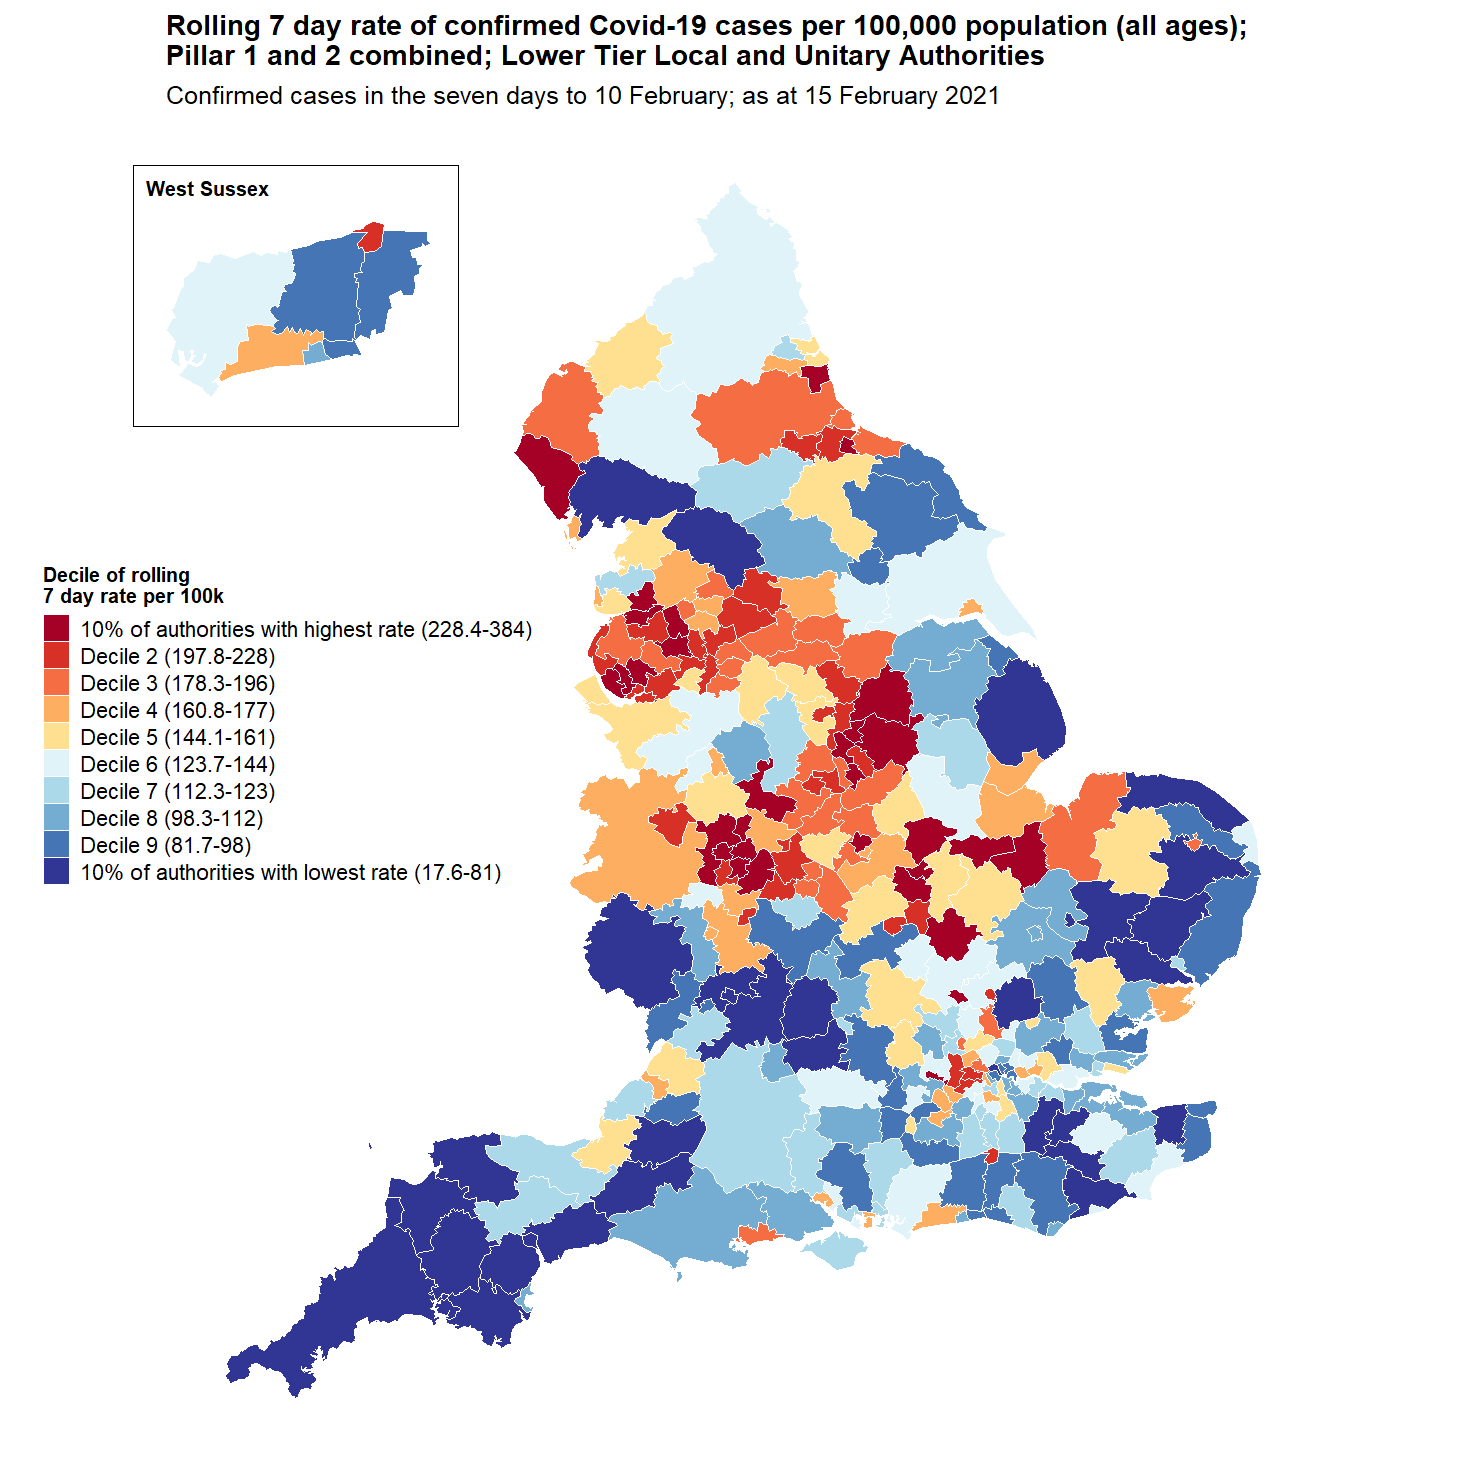 Rolling 7 day rate of confirmed Covid-19 cases per 100,000 population (all ages);
Pillar 1 and 2 combined; Lower Tier Local and Unitary Authorities
Confirmed cases in the seven days to 10 February; as at 15 February 2021
West Sussex
Decile of rolling
7 day rate per 100k
10% of authorities with highest rate (228.4-384)
Decile 2 (197.8-228)
Decile 3 (178.3-196)
Decile 4 (160.8-177)
Decile 5 (144.1-161)
Decile 6 (123.7-144)
Decile 7 (112.3-123)
Decile 8 (98.3-112)
Decile 9 (81.7-98)
10% of authorities with lowest rate (17.6-81)